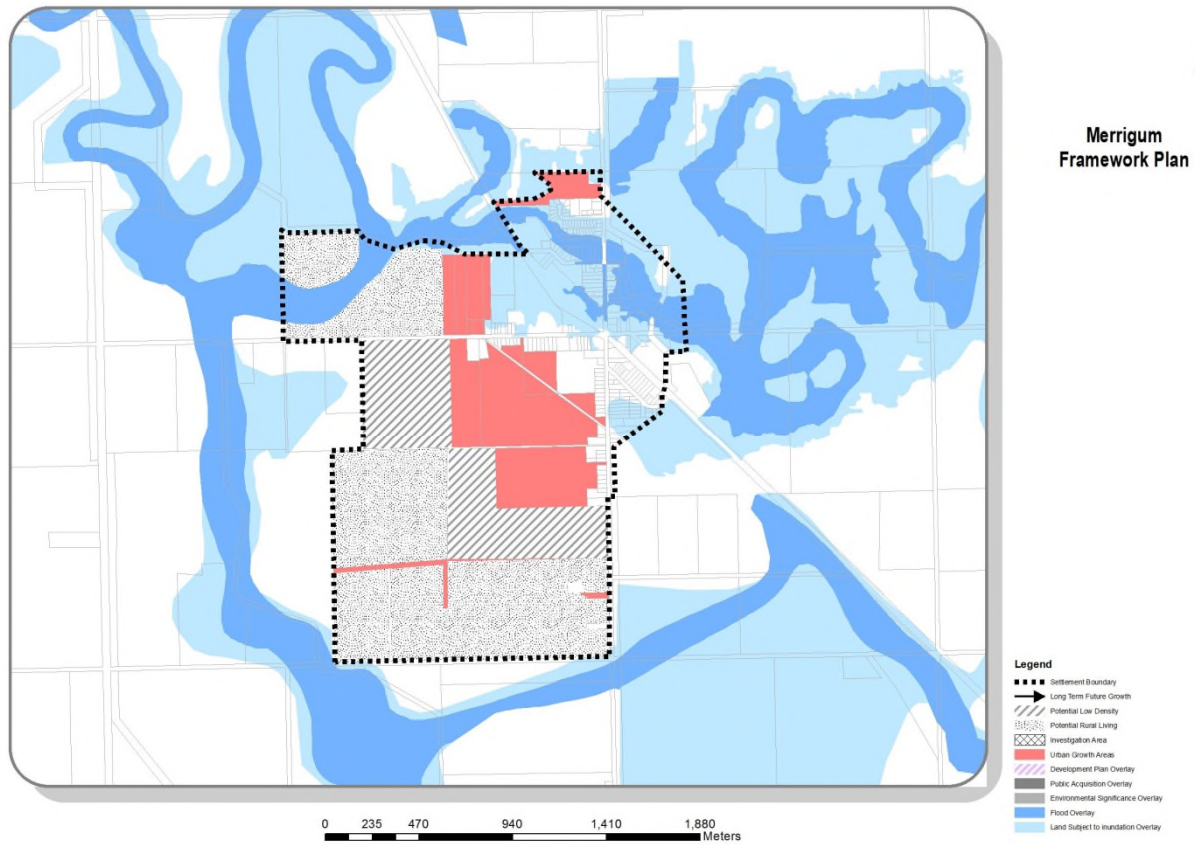 Merrigum
Framework Plan
Legend
Settlement Boundary
Long Term Future Growth
Potential Low Density
Potential Rural Living
Investigation Area
Urban Growth Areas
Development Plan Overlay
Public Acquisition Overlay
Environmental Significance Overlay
Flood Overlay
Land Subject to inundation Overlay
0 235 470 940 1,410 1,880
Meters